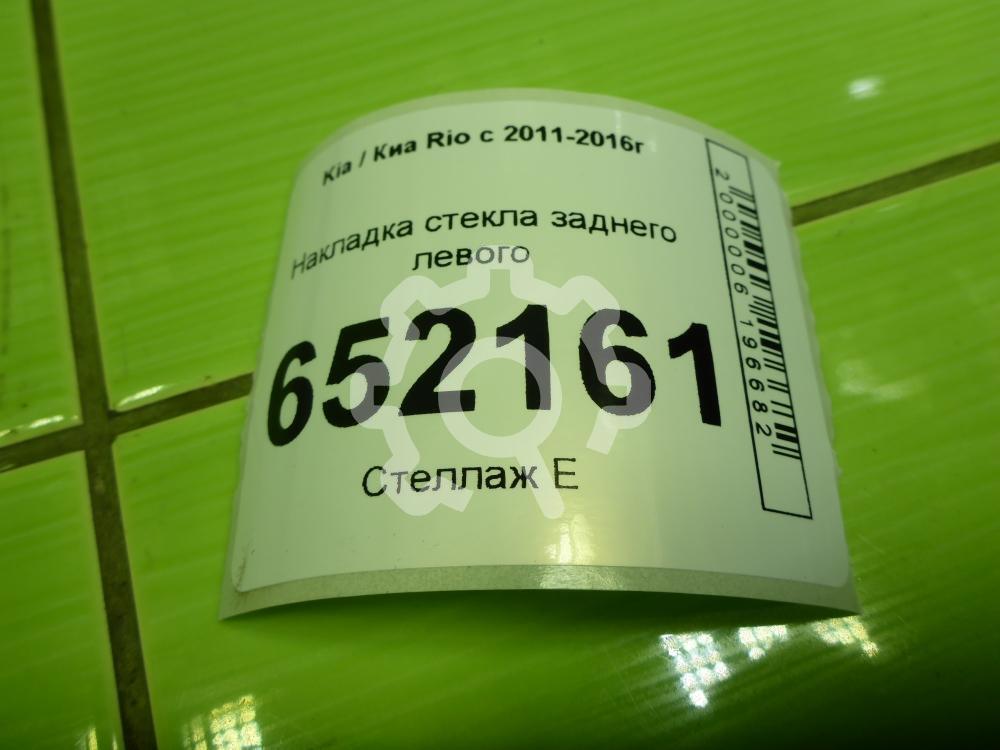 Kia / Киа Rio с 2011-2016г
Накладка стекла заднего
левого
652161
Стеллаж Е
2000006196682